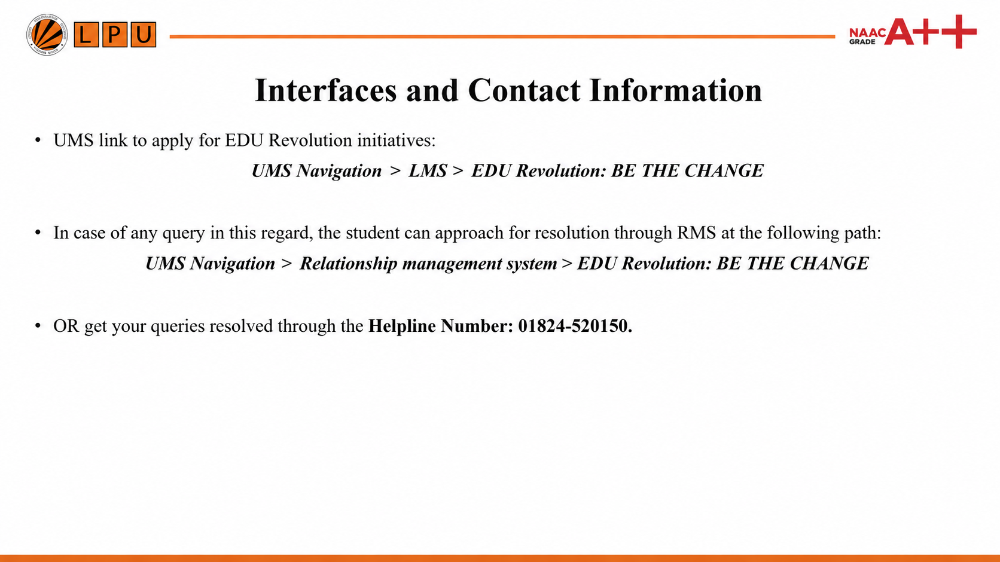 L P U
NAAC GRADE A++
Interfaces and Contact Information
• UMS link to apply for EDU Revolution initiatives:
UMS Navigation > LMS > EDU Revolution: BE THE CHANGE
• In case of any query in this regard, the student can approach for resolution through RMS at the following path:
UMS Navigation > Relationship management system > EDU Revolution: BE THE CHANGE
• OR get your queries resolved through the Helpline Number: 01824-520150.